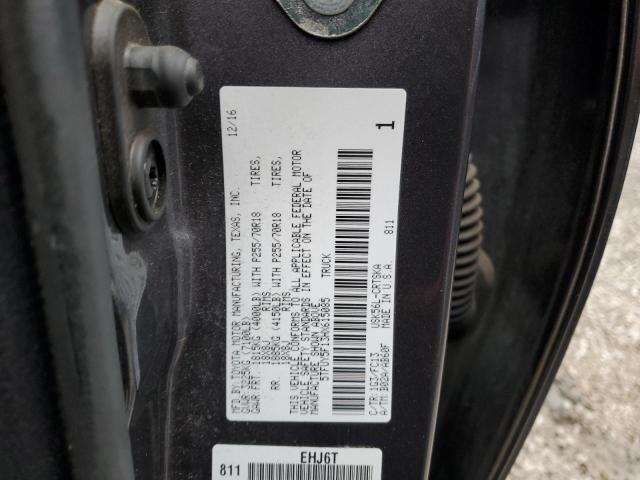 MFD.BY TOYOTA MOTOR MANUFACTURING, TEXAS, INC. 12/16
GVWR: 3225KG (7100LB)
GAWR: FRT. 1815KG (4000LB) WITH P255/70R18 TIRES,
18X8J RIMS
RR. 1885KG (4150LB) WITH P255/70R18 TIRES,
18X8J RIMS
THIS VEHICLE CONFORMS TO ALL APPLICABLE FEDERAL MOTOR
VEHICLE SAFETY STANDARDS IN EFFECT ON THE DATE OF
MANUFACTURE SHOWN ABOVE.
5TFUY5F13HX615085 TRUCK
C/TR: 1G3/FC13 USK56L-CRTSKA 811
A/TM: B02A/AB60F MADE IN U.S.A. 1
EHJ6T
811